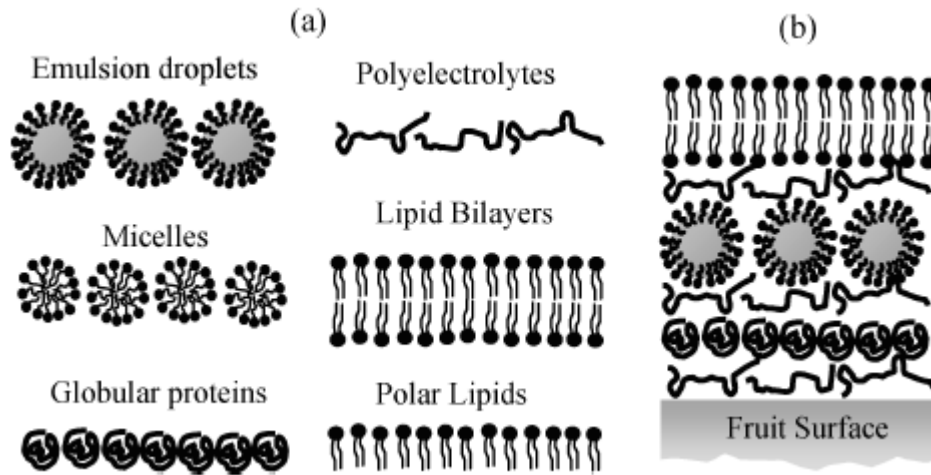 (a)
(b)
Emulsion droplets
Polyelectrolytes
Micelles
Lipid Bilayers
Globular proteins
Polar Lipids
Fruit Surface